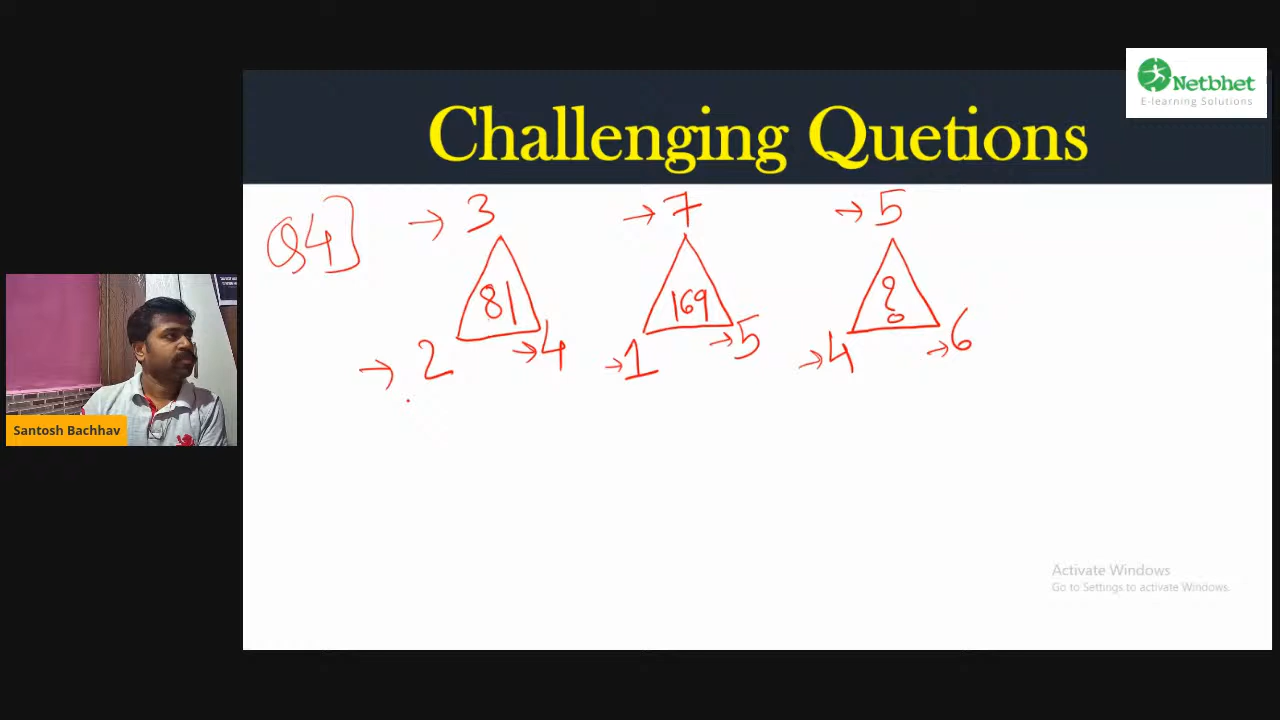 Netbhet
E-learning Solutions
Challenging Quetions
Q4]
→ 3 → 7 → 5
81 169 ?
→ 2 → 4 → 1 → 5 → 4 → 6
Santosh Bachhav
Activate Windows
Go to Settings to activate Windows.